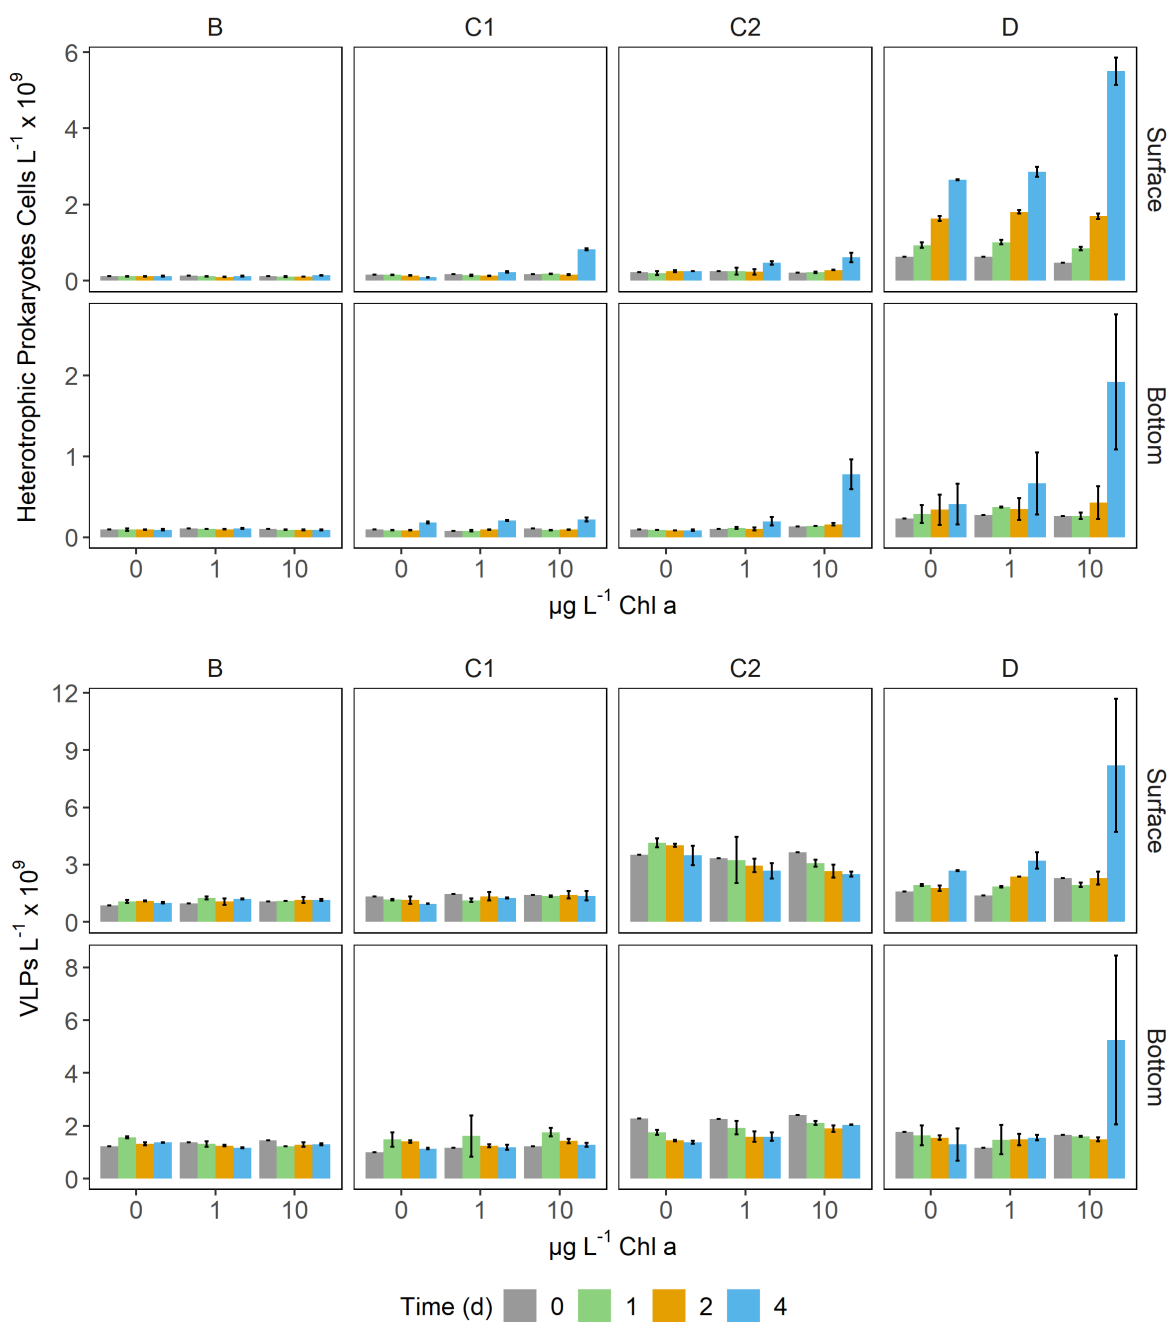 B C1 C2 D
Heterotrophic Prokaryotes Cells L⁻¹ x 10⁹
6
4
2
0
Surface
2
1
0
Bottom
0 1 10 0 1 10 0 1 10 0 1 10
µg L⁻¹ Chl a
B C1 C2 D
VLPs L⁻¹ x 10⁹
12
9
6
3
0
Surface
8
6
4
2
0
Bottom
0 1 10 0 1 10 0 1 10 0 1 10
µg L⁻¹ Chl a
Time (d) 0 1 2 4